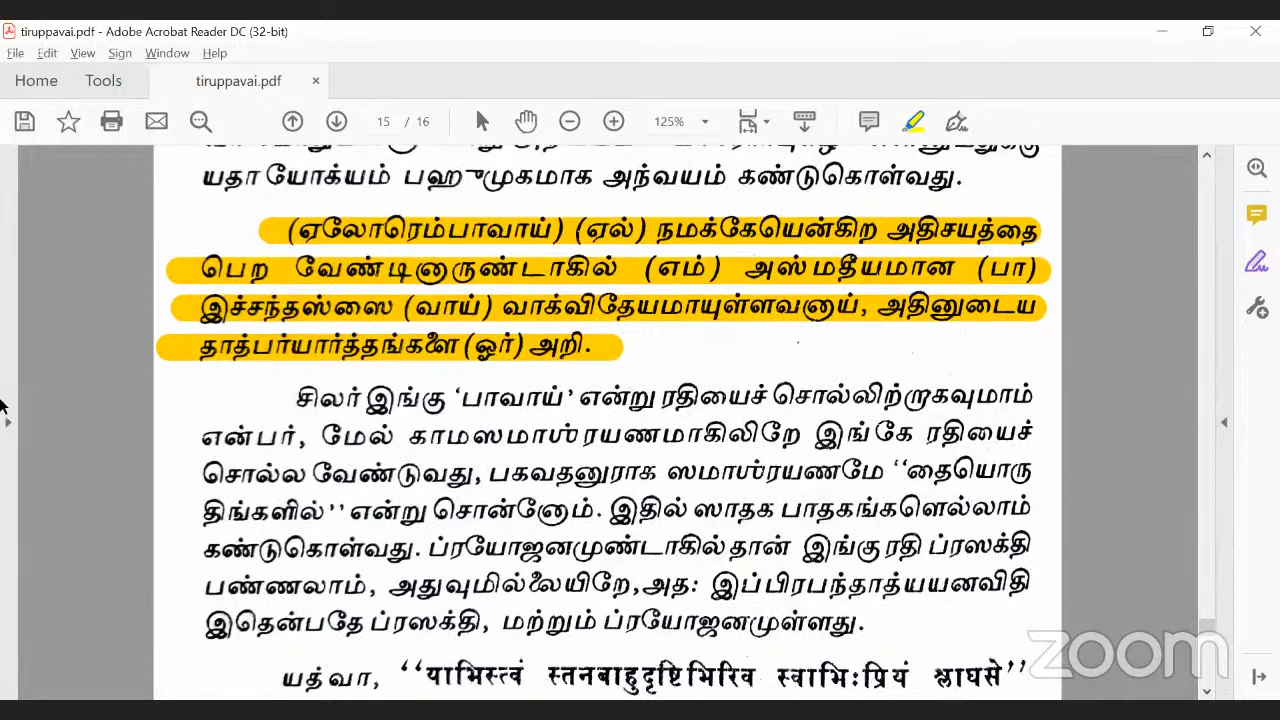 tiruppavai.pdf - Adobe Acrobat Reader DC (32-bit)
File Edit View Sign Window Help
Home Tools tiruppavai.pdf ×
15 / 16 125%
யதா யோக்யம் பஹுமுகமாக அந்வயம் கண்டுகொள்வது.
(ஏலோரெம்பாவாய்) (ஏல்) நமக்கேயென்கிற அதிசயத்தை
பெற வேண்டினாருண்டாகில் (எம்) அஸ்மதீயமான (பா)
இச்சந்தஸ்ஸை (வாய்) வாக்விதேயமாயுள்ளவனாய், அதினுடைய
தாத்பர்யார்த்தங்களை (ஓர்) அறி.
சிலர் இங்கு ‘பாவாய்’ என்று ரதியைச் சொல்லிற்றாகவுமாம்
என்பர், மேல் காமஸமாஶ்ரயணமாகிலிறே இங்கே ரதியைச்
சொல்ல வேண்டுவது, பகவதனுராக ஸமாஶ்ரயணமே ‘‘தையொரு
திங்களில்’’ என்று சொன்னோம். இதில் ஸாதக பாதகங்களெல்லாம்
கண்டுகொள்வது. ப்ரயோஜனமுண்டாகில் தான் இங்கு ரதி ப்ரஸக்தி
பண்ணலாம், அதுவுமில்லையிறே, அத: இப்பிரபந்தாத்யயனவிதி
இதென்பதே ப்ரஸக்தி, மற்றும் ப்ரயோஜனமுள்ளது.
யத்வா, ‘‘याभिस्त्वं स्तनबाहुदृष्टिभिरिव स्वाभिःप्रियं श्लाघसे’’
zoom